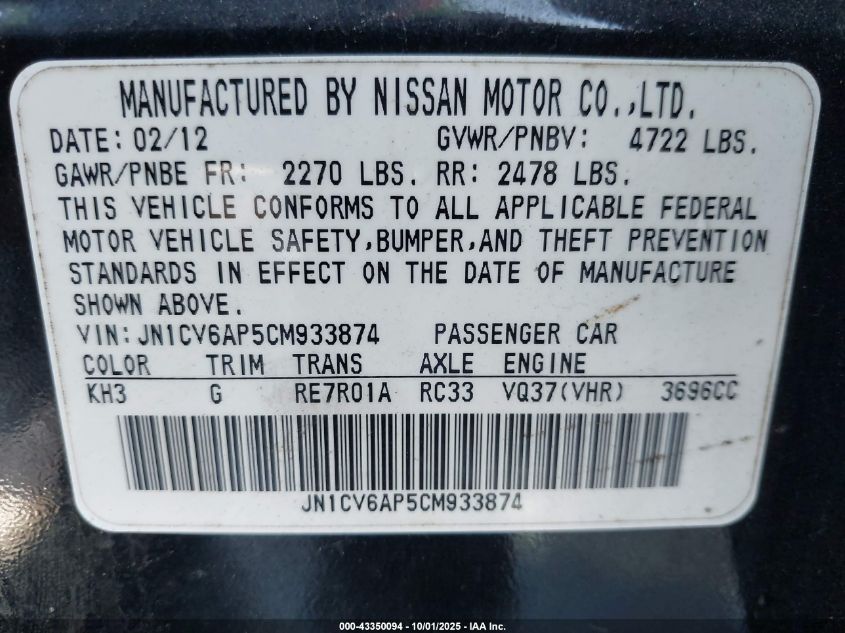 MANUFACTURED BY NISSAN MOTOR CO.,LTD.
DATE: 02/12 GVWR/PNBV: 4722 LBS.
GAWR/PNBE FR: 2270 LBS. RR: 2478 LBS.
THIS VEHICLE CONFORMS TO ALL APPLICABLE FEDERAL
MOTOR VEHICLE SAFETY,BUMPER,AND THEFT PREVENTION
STANDARDS IN EFFECT ON THE DATE OF MANUFACTURE
SHOWN ABOVE.
VIN:JN1CV6AP5CM933874 PASSENGER CAR
COLOR TRIM TRANS AXLE ENGINE
KH3 G RE7R01A RC33 VQ37(VHR) 3696CC
JN1CV6AP5CM933874
000-43350094 - 10/01/2025 - IAA Inc.